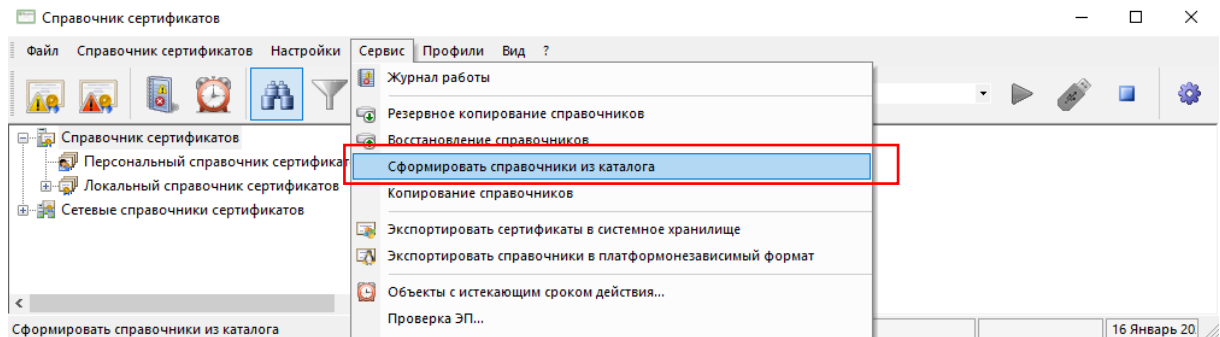 Справочник сертификатов
Файл Справочник сертификатов Настройки Сервис Профили Вид ?
Журнал работы
Резервное копирование справочников
Восстановление справочников
Сформировать справочники из каталога
Копирование справочников
Экспортировать сертификаты в системное хранилище
Экспортировать справочники в платформонезависимый формат
Объекты с истекающим сроком действия...
Проверка ЭП...
Справочник сертификатов
Персональный справочник сертификат
Локальный справочник сертификатов
Сетевые справочники сертификатов
Сформировать справочники из каталога
16 Январь 20